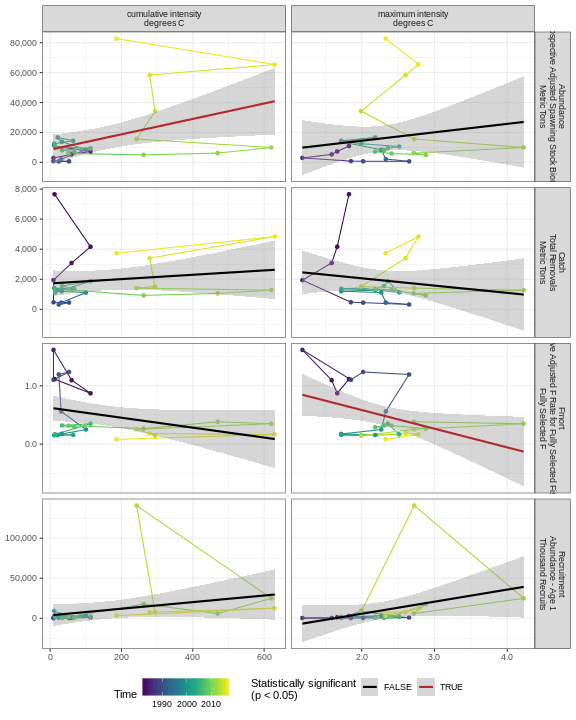 cumulative intensity
degrees C
maximum intensity
degrees C
80,000
60,000
40,000
20,000
0
Abundance
Adjusted Spawning Stock
Metric Tons
8,000
6,000
4,000
2,000
0
Catch
Total Removals
Metric Tons
1.0
0.0
Fmort
Adjusted F Rate for Fully Selected
Fully Selected F
100,000
50,000
0
Recruitment
Abundance - Age 1
Thousand Recruits
0
200
400
600
2.0
3.0
4.0
Time
1990 2000 2010
Statistically significant
(p < 0.05)
FALSE
TRUE